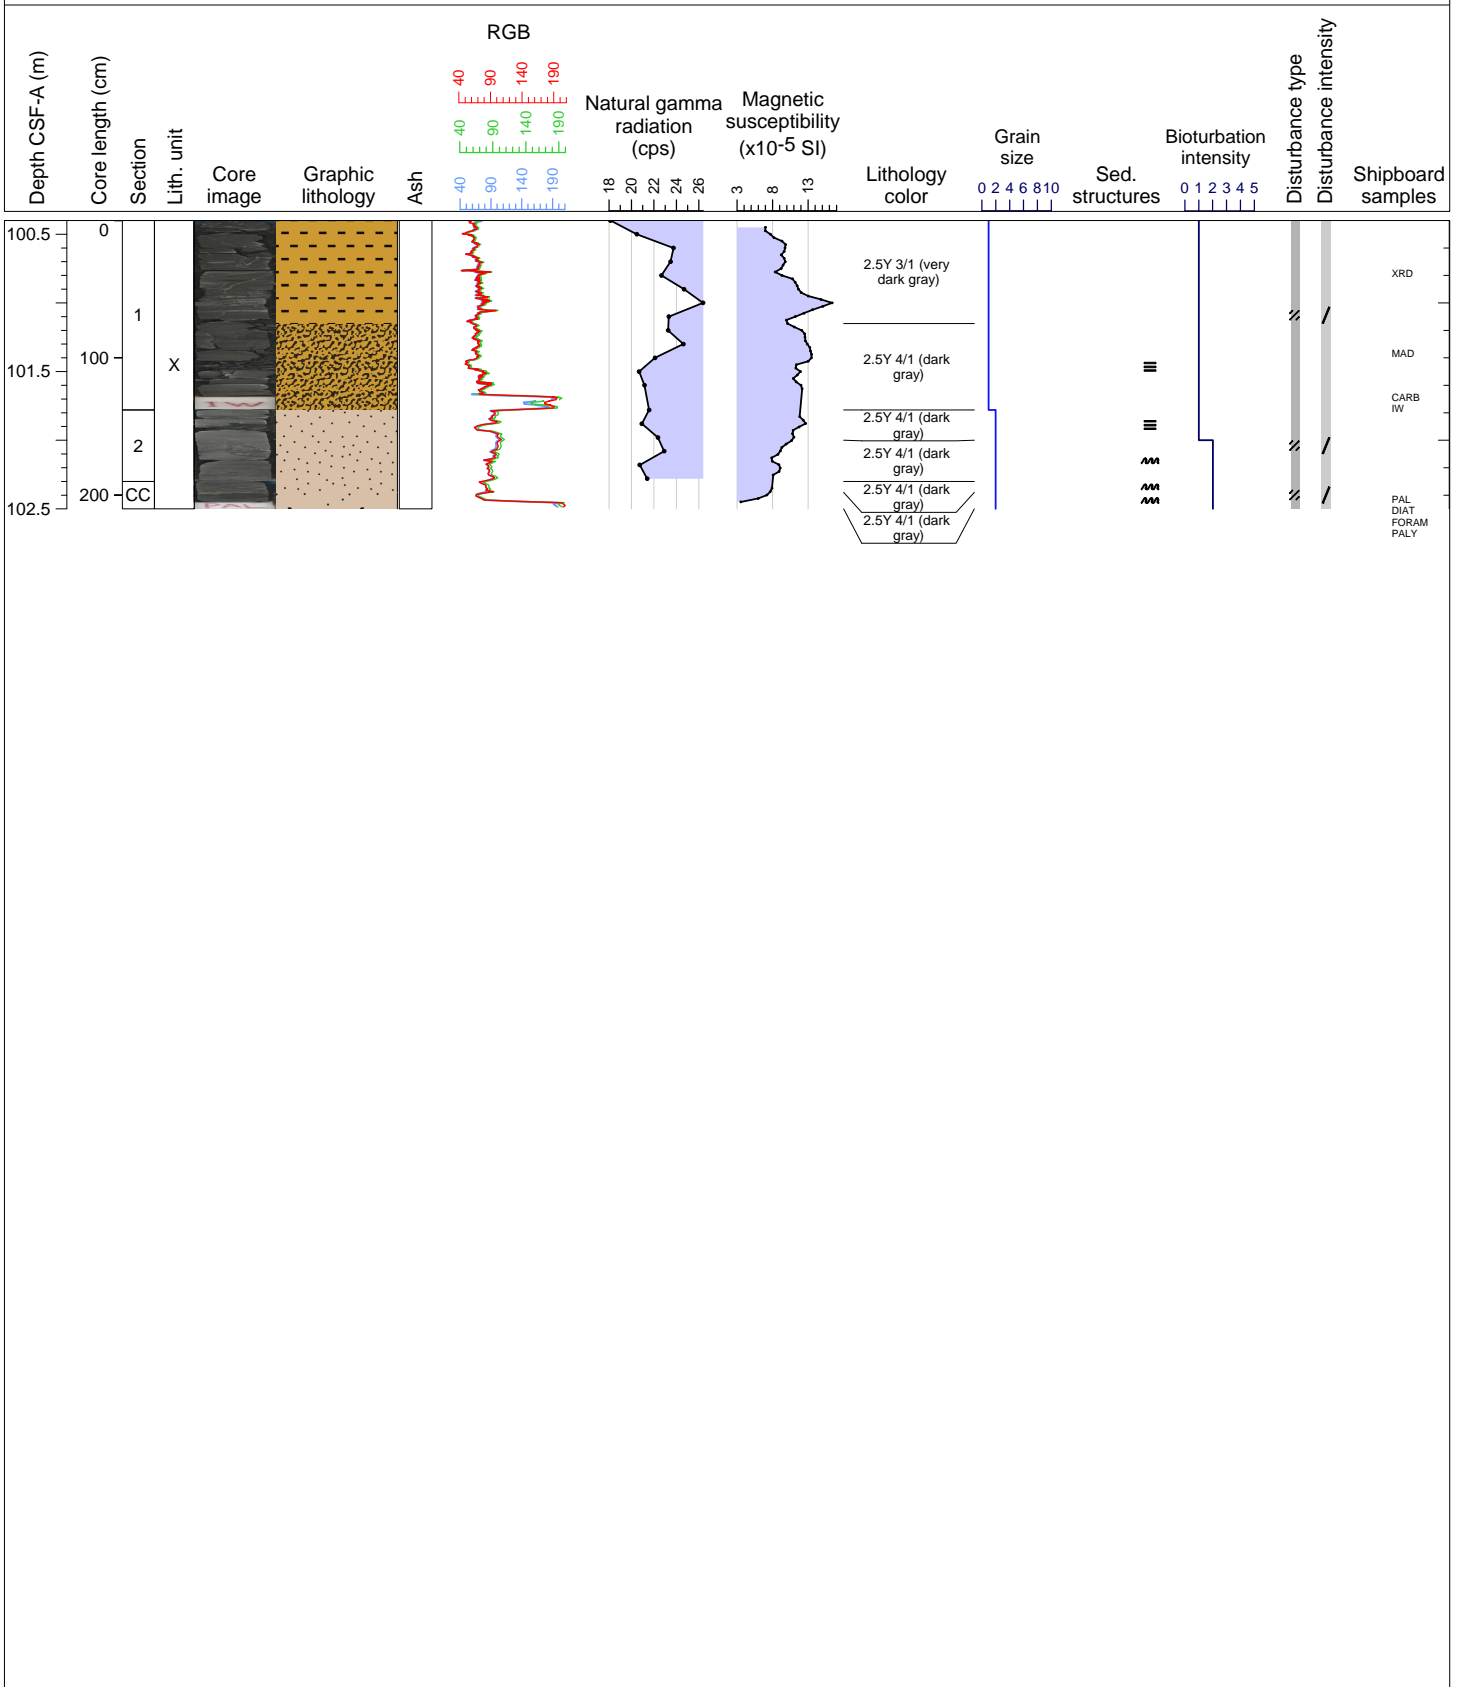 RGB
40 90 140 190
40 90 140 190
40 90 140 190
Depth CSF-A (m)
Core length (cm)
Section
Lith. unit
Core
image
Graphic
lithology
Ash
Natural gamma
radiation
(cps)
18 20 22 24 26
Magnetic
susceptibility
(x10-5 SI)
3 8 13
Lithology
color
Grain
size
0 2 4 6 8 10
Sed.
structures
Bioturbation
intensity
0 1 2 3 4 5
Disturbance type
Disturbance intensity
Shipboard
samples
100.5
101.5
102.5
0
100
200
1
2
CC
X
IW
PAL
2.5Y 3/1 (very
dark gray)
2.5Y 4/1 (dark
gray)
2.5Y 4/1 (dark
gray)
2.5Y 4/1 (dark
gray)
2.5Y 4/1 (dark
gray)
2.5Y 4/1 (dark
gray)
XRD
MAD
CARB
IW
PAL
DIAT
FORAM
PALY